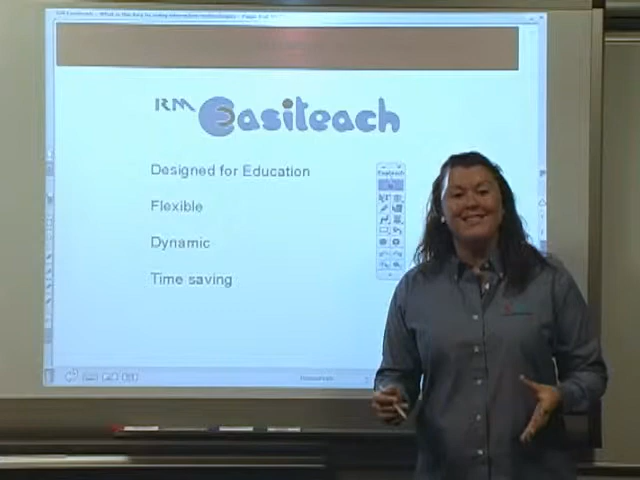 RM Easiteach
Designed for Education
Flexible
Dynamic
Time saving